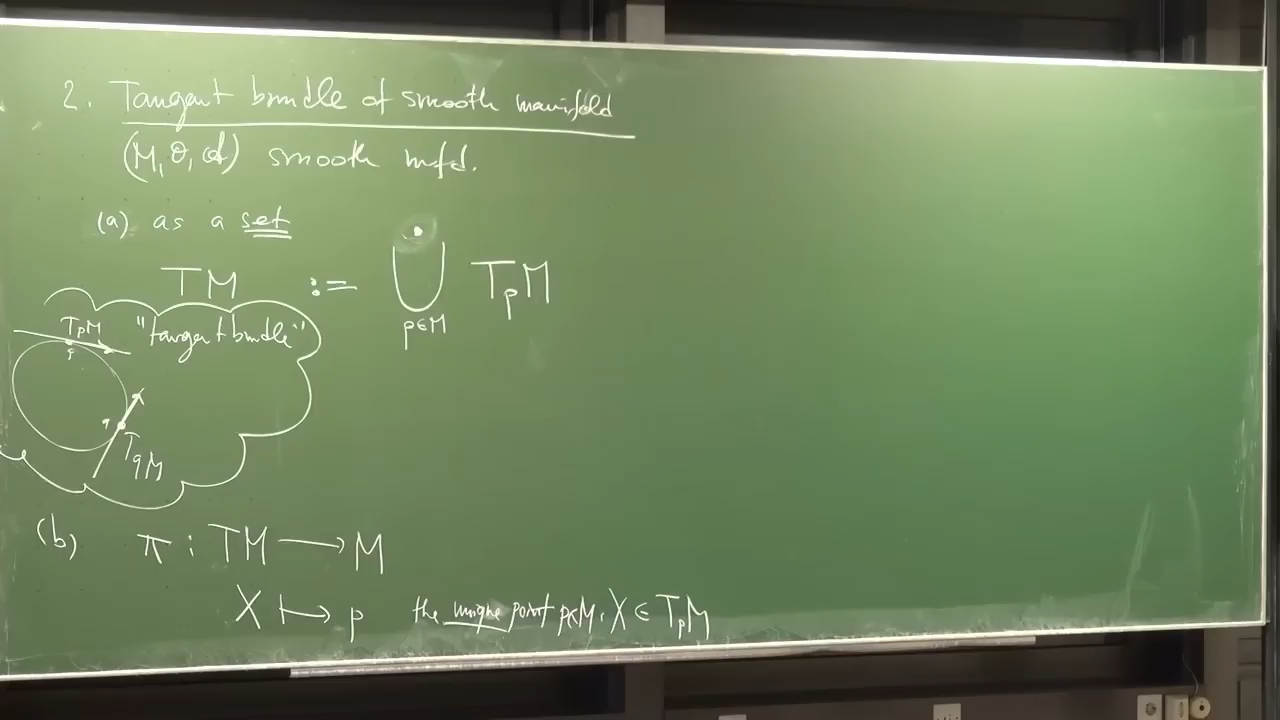 2. Tangent bundle of smooth manifold
(M, O, A) smooth mfd.
(a) as a set
TM := ⋃̇ TpM
p∈M
"tangent bundle"
TpM
p
q
TqM
(b) π : TM ⟶ M
X ⟼ p the unique point p∈M: X ∈ TpM